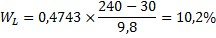 W_L = 0,4743 × (240 − 30)/9,8 = 10,2%